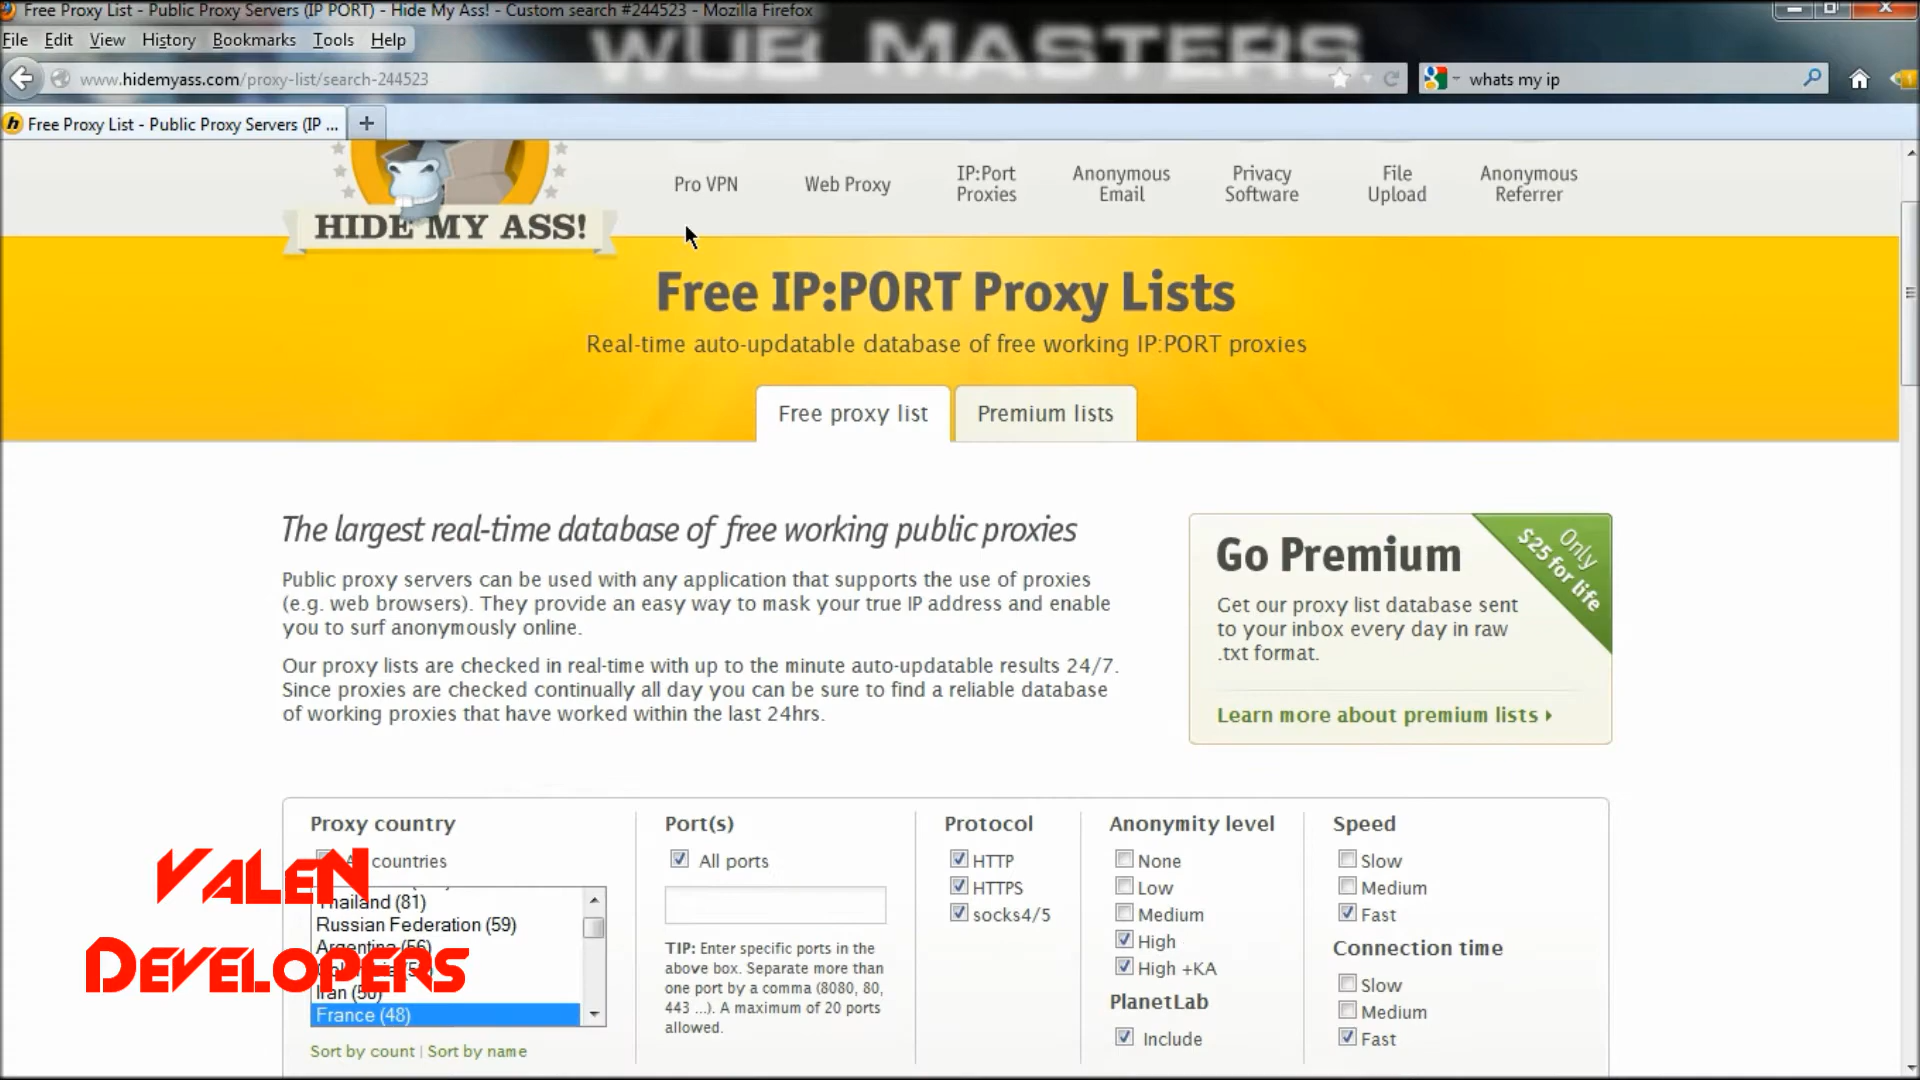 Free Proxy List - Public Proxy Servers (IP PORT) - Hide My Ass! - Custom search #244523 - Mozilla Firefox
WUB MASTERS
File Edit View History Bookmarks Tools Help
www.hidemyass.com/proxy-list/search-244523
whats my ip
Free Proxy List - Public Proxy Servers (IP ...
HIDE MY ASS!
Pro VPN
Web Proxy
IP:Port
Proxies
Anonymous
Email
Privacy
Software
File
Upload
Anonymous
Referrer
Free IP:PORT Proxy Lists
Real-time auto-updatable database of free working IP:PORT proxies
Free proxy list
Premium lists
The largest real-time database of free working public proxies
Public proxy servers can be used with any application that supports the use of proxies
(e.g. web browsers). They provide an easy way to mask your true IP address and enable
you to surf anonymously online.
Our proxy lists are checked in real-time with up to the minute auto-updatable results 24/7.
Since proxies are checked continually all day you can be sure to find a reliable database
of working proxies that have worked within the last 24hrs.
Go Premium
Only
$25 for life
Get our proxy list database sent
to your inbox every day in raw
.txt format.
Learn more about premium lists
Proxy country
countries
Thailand (81)
Russian Federation (59)
Argentina (56)
Iran (50)
France (48)
Sort by count | Sort by name
Valen
Developers
Port(s)
All ports
TIP: Enter specific ports in the
above box. Separate more than
one port by a comma (8080, 80,
443 ...). A maximum of 20 ports
allowed.
Protocol
HTTP
HTTPS
socks4/5
Anonymity level
None
Low
Medium
High
High +KA
PlanetLab
Include
Speed
Slow
Medium
Fast
Connection time
Slow
Medium
Fast